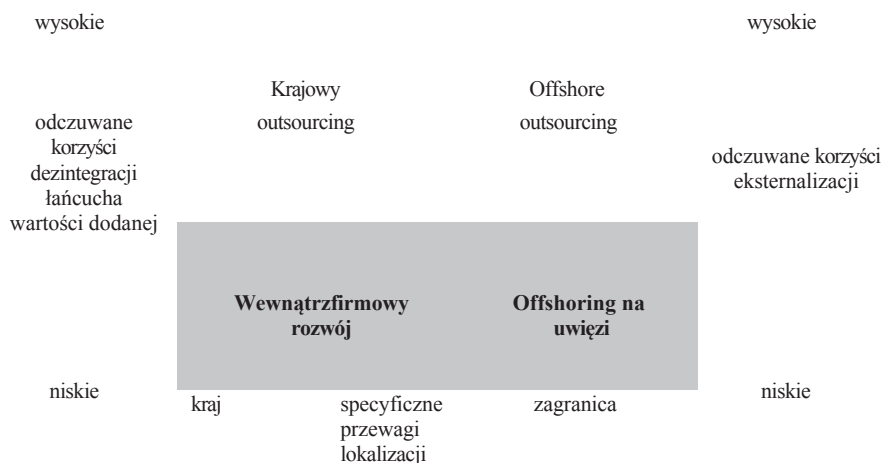 wysokie
wysokie
Krajowy
outsourcing
Offshore
outsourcing
odczuwane
korzyści
dezintegracji
łańcucha
wartości dodanej
odczuwane korzyści
eksternalizacji
Wewnątrzfirmowy
rozwój
Offshoring na
uwięzi
niskie
niskie
kraj
specyficzne
przewagi
lokalizacji
zagranica